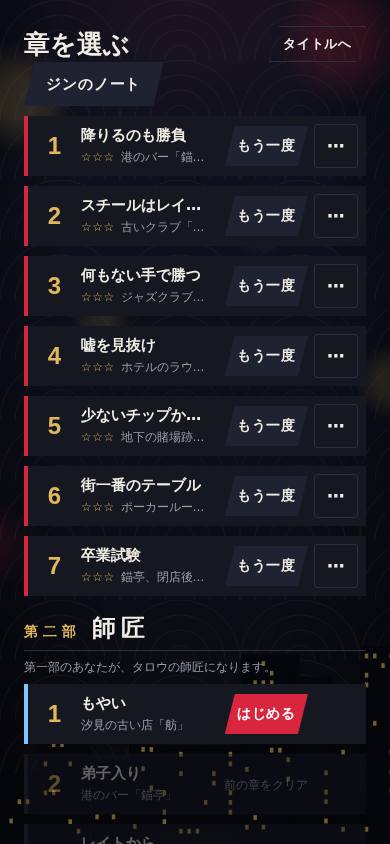 章を選ぶ
タイトルへ
ジンのノート
1
降りるのも勝負
☆☆☆ 港のバー「錨…
もう一度
…
2
スチールはレイ…
☆☆☆ 古いクラブ「…
もう一度
…
3
何もない手で勝つ
☆☆☆ ジャズクラブ…
もう一度
…
4
嘘を見抜け
☆☆☆ ホテルのラウ…
もう一度
…
5
少ないチップか…
☆☆☆ 地下の賭場跡…
もう一度
…
6
街一番のテーブル
☆☆☆ ポーカールー…
もう一度
…
7
卒業試験
☆☆☆ 錨亭、閉店後…
もう一度
…
第二部 師匠
第一部のあなたが、タロウの師匠になります。
1
もやい
汐見の古い店「舫」
はじめる
2
弟子入り
港のバー「錨亭」
前の章をクリア
レイトから